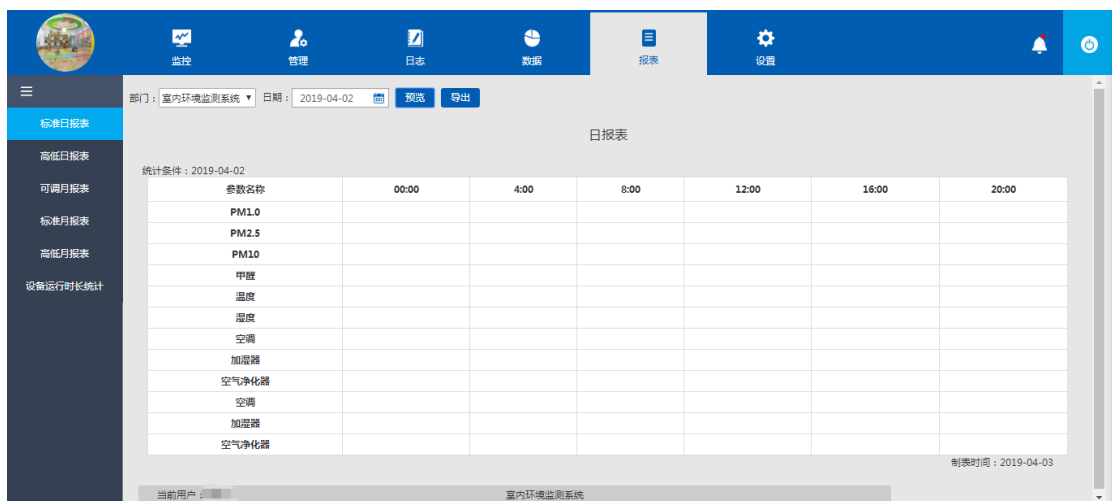 监控 管理 日志 数据 报表 设置
部门： 室内环境监测系统 日期： 2019-04-02 预览 导出
标准日报表
高低日报表
可调月报表
标准月报表
高低月报表
设备运行时长统计
日报表
统计条件：2019-04-02
参数名称 00:00 4:00 8:00 12:00 16:00 20:00
PM1.0
PM2.5
PM10
甲醛
温度
湿度
空调
加湿器
空气净化器
空调
加湿器
空气净化器
制表时间：2019-04-03
当前用户： 室内环境监测系统